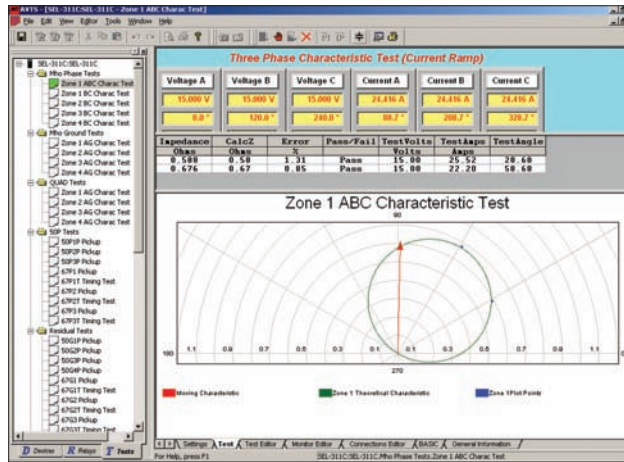 AVTS - [SEL-311C:SEL-311C - Zone 1 ABC Charac Test]
File Edit View Editor Tools Window Help
SEL-311C:SEL-311C
Mho Phase Tests
Zone 1 ABC Charac Test
Zone 1 BC Charac Test
Zone 2 BC Charac Test
Zone 3 BC Charac Test
Zone 4 BC Charac Test
Mho Ground Tests
Zone 1 AG Charac Test
Zone 2 AG Charac Test
Zone 3 AG Charac Test
Zone 4 AG Charac Test
QUAD Tests
Zone 1 AG Charac Test
Zone 2 AG Charac Test
Zone 3 AG Charac Test
Zone 4 AG Charac Test
50P Tests
50P1P Pickup
50P2P Pickup
50P3P Pickup
67P1 Pickup
67P1T Timing Test
67P2 Pickup
67P2T Timing Test
67P3 Pickup
67P3T Timing Test
Residual Tests
50G1P Pickup
50G2P Pickup
50G3P Pickup
50G4P Pickup
67G1 Pickup
67G1T Timing Test
67G2 Pickup
67G2T Timing Test
67G3 Pickup
67G3T Timing Test
Devices Relays Tests
Three Phase Characteristic Test (Current Ramp)
Voltage A Voltage B Voltage C Current A Current B Current C
15.000 V 15.000 V 15.000 V 24.416 A 24.416 A 24.416 A
0.0 ° 120.0 ° 240.0 ° 88.7 ° 208.7 ° 328.7 °
Impedance CalcZ Error Pass/Fail TestVolts TestAmps TestAngle
Ohms Ohms % Volts Amps
0.588 0.58 1.31 Pass 15.00 25.52 28.60
0.676 0.67 0.85 Pass 15.00 22.20 58.60
Zone 1 ABC Characteristic Test
90
180 1.1 0.9 0.7 0.5 0.3 0.1 0.1 0.3 0.5 0.7 0.9 1.1 0
270
Moving Characteristic Zone 1 Theoretical Characteristic Zone 1 Plot Points
Settings Test Test Editor Monitor Editor Connections Editor BASIC General Information
For Help, press F1 SEL-311C:SEL-311C.Mho Phase Tests.Zone 1 ABC Charac Test